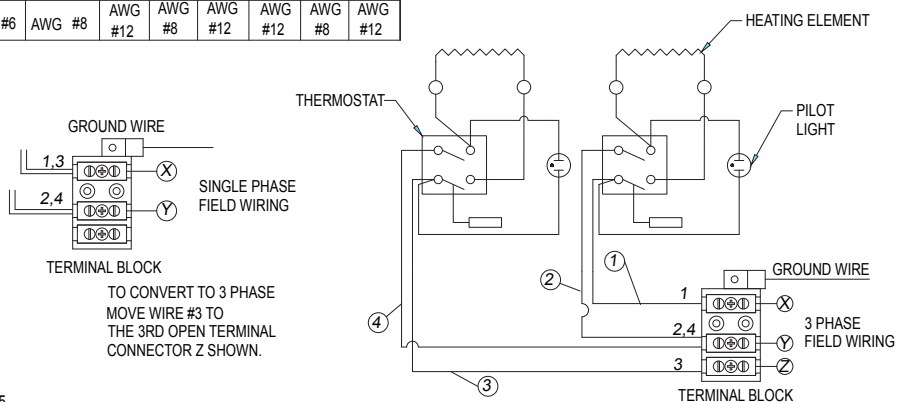 #6 AWG #8 AWG #12 AWG #8 AWG #12 AWG #12 AWG #8 AWG #12
HEATING ELEMENT
THERMOSTAT
PILOT
LIGHT
GROUND WIRE
1,3
X
2,4
Y
SINGLE PHASE
FIELD WIRING
TERMINAL BLOCK
TO CONVERT TO 3 PHASE
MOVE WIRE #3 TO
THE 3RD OPEN TERMINAL
CONNECTOR Z SHOWN.
1
2
4
3
GROUND WIRE
1
X
2,4
Y
3
Z
3 PHASE
FIELD WIRING
TERMINAL BLOCK